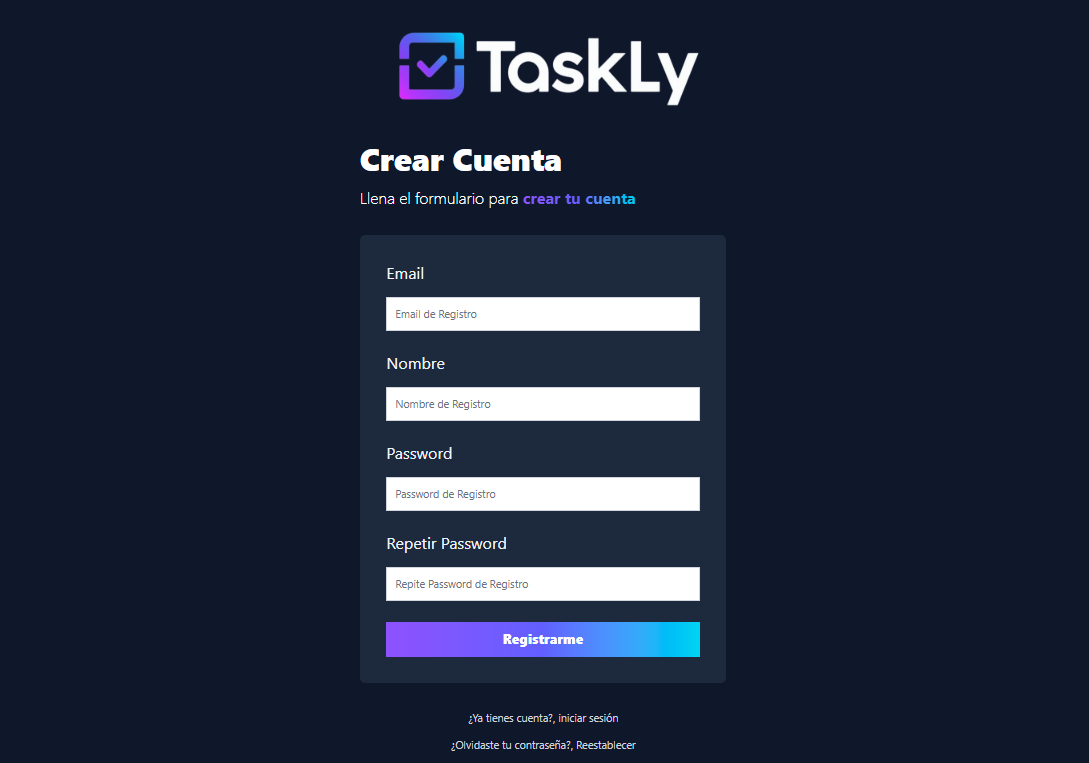 TaskLy
Crear Cuenta
Llena el formulario para crear tu cuenta
Email
Email de Registro
Nombre
Nombre de Registro
Password
Password de Registro
Repetir Password
Repite Password de Registro
Registrarme
¿Ya tienes cuenta?, iniciar sesión
¿Olvidaste tu contraseña?, Reestablecer